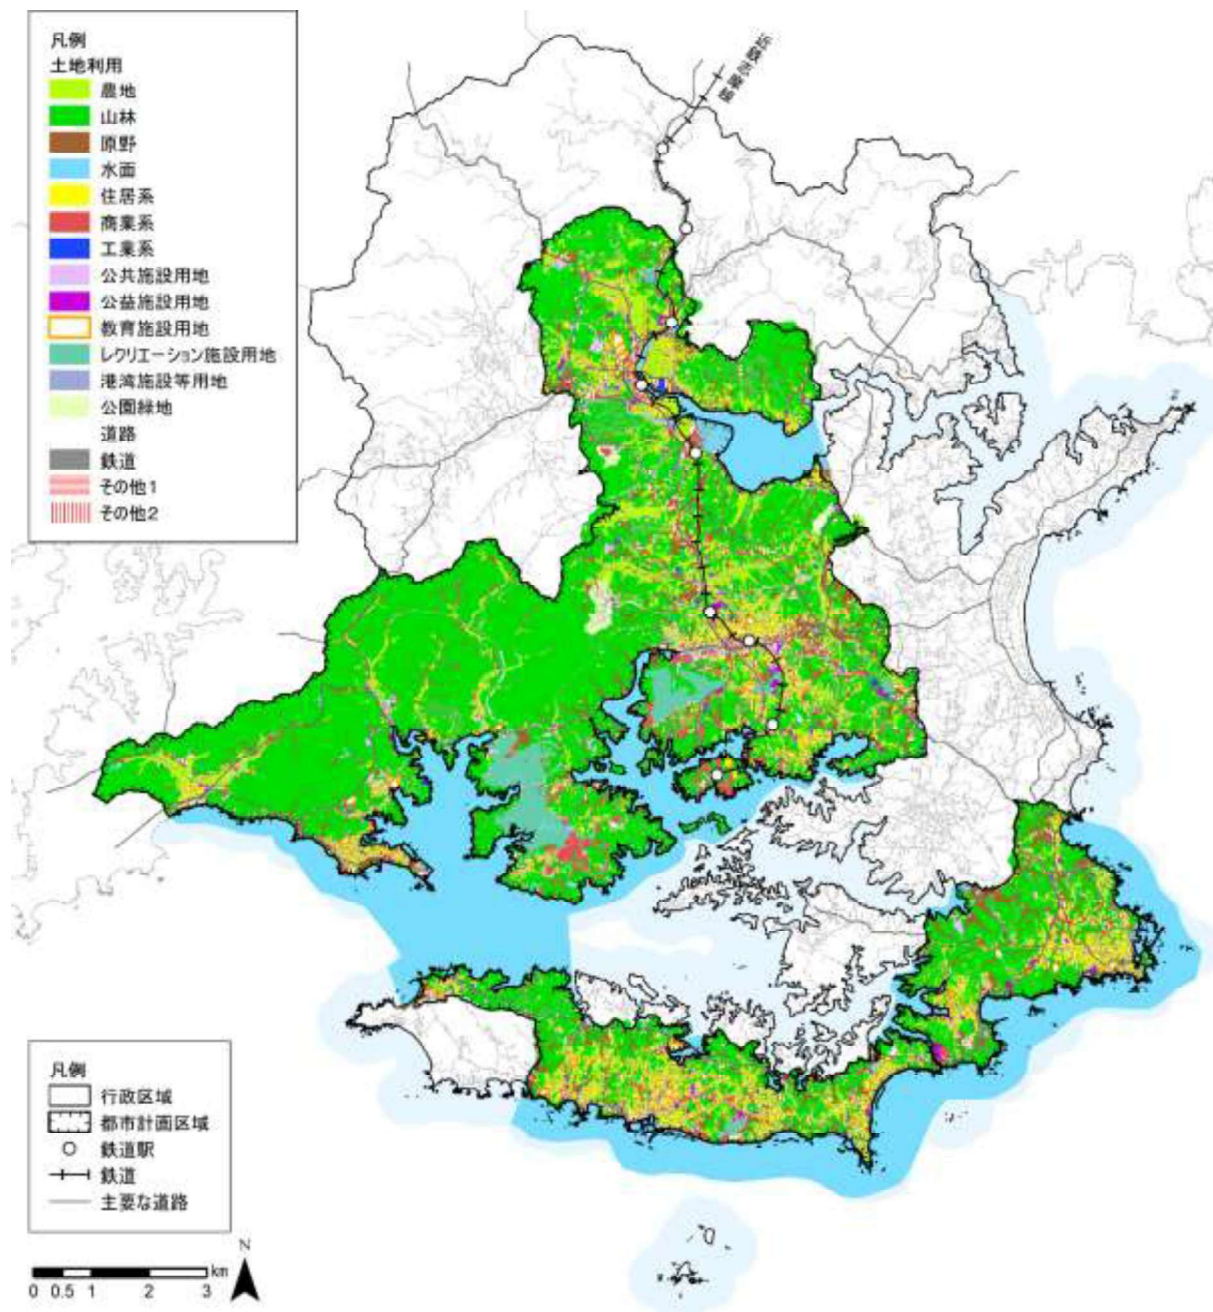 凡例
土地利用
農地
山林
原野
水面
住居系
商業系
工業系
公共施設用地
公益施設用地
教育施設用地
レクリエーション施設用地
港湾施設等用地
公園緑地
道路
鉄道
その他1
その他2
近鉄志摩線
凡例
行政区域
都市計画区域
鉄道駅
鉄道
主要な道路
N
km
0 0.5 1 2 3